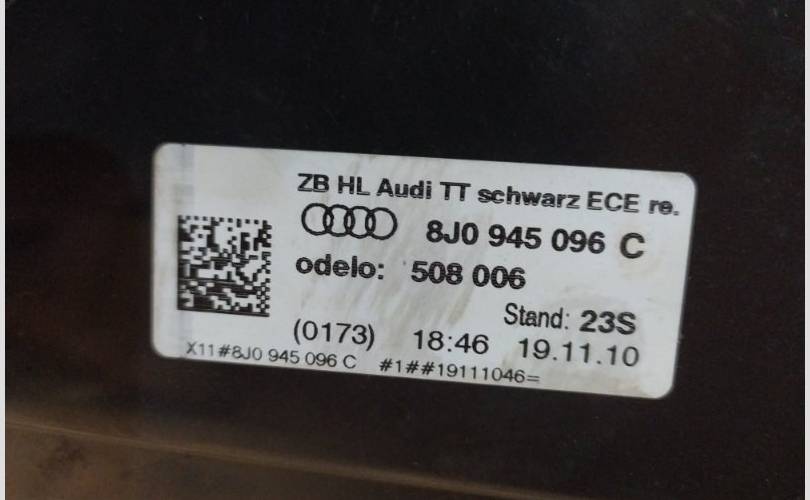 ZB HL Audi TT schwarz ECE re.
8J0 945 096 C
odelo: 508 006
Stand: 23S
(0173) 18:46 19.11.10
X11#8J0 945 096 C #1##19111046=